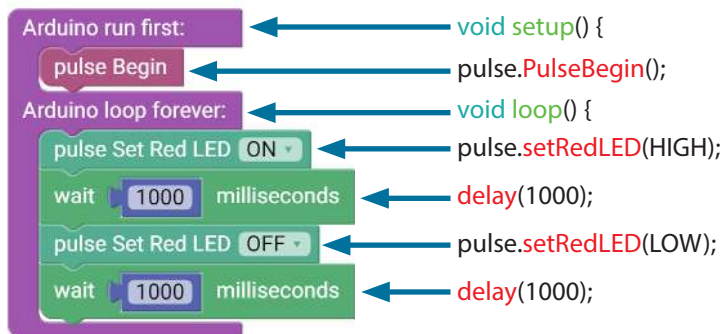 Arduino run first: void setup() {
pulse Begin pulse.PulseBegin();
Arduino loop forever: void loop() {
pulse Set Red LED ON pulse.setRedLED(HIGH);
wait 1000 milliseconds delay(1000);
pulse Set Red LED OFF pulse.setRedLED(LOW);
wait 1000 milliseconds delay(1000);